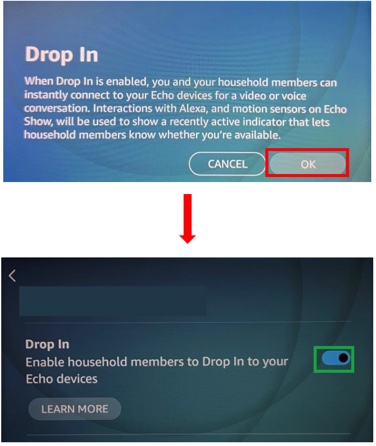 Drop In
When Drop In is enabled, you and your household members can
instantly connect to your Echo devices for a video or voice
conversation. Interactions with Alexa, and motion sensors on Echo
Show, will be used to show a recently active indicator that lets
household members know whether you're available.
CANCEL
OK
Drop In
Enable household members to Drop In to your
Echo devices
LEARN MORE